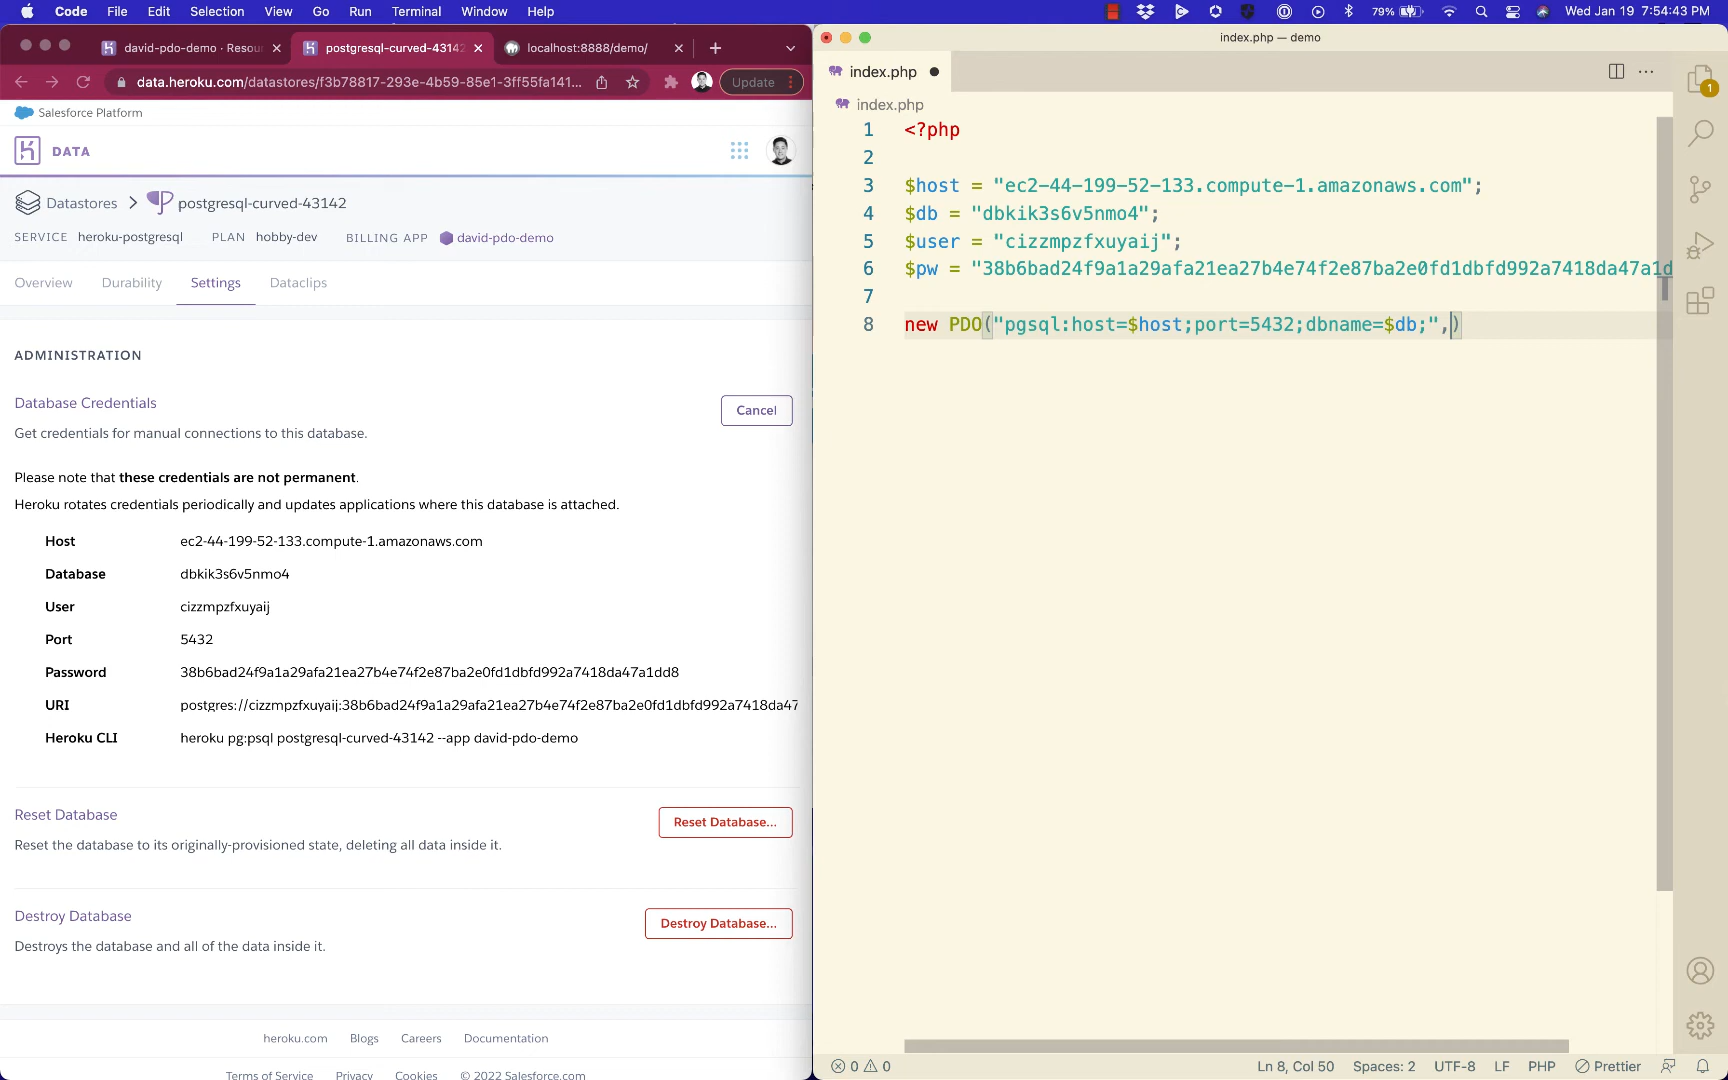 Code File Edit Selection View Go Run Terminal Window Help 79% Wed Jan 19 7:54:43 PM
david-pdo-demo · Resou postgresql-curved-43142 localhost:8888/demo/
data.heroku.com/datastores/f3b78817-293e-4b59-85e1-3ff55fa141... Update
Salesforce Platform
DATA
Datastores > postgresql-curved-43142
SERVICE heroku-postgresql PLAN hobby-dev BILLING APP david-pdo-demo
Overview Durability Settings Dataclips
ADMINISTRATION
Database Credentials
Cancel
Get credentials for manual connections to this database.
Please note that these credentials are not permanent.
Heroku rotates credentials periodically and updates applications where this database is attached.
Host ec2-44-199-52-133.compute-1.amazonaws.com
Database dbkik3s6v5nmo4
User cizzmpzfxuyaij
Port 5432
Password 38b6bad24f9a1a29afa21ea27b4e74f2e87ba2e0fd1dbfd992a7418da47a1dd8
URI postgres://cizzmpzfxuyaij:38b6bad24f9a1a29afa21ea27b4e74f2e87ba2e0fd1dbfd992a7418da47
Heroku CLI heroku pg:psql postgresql-curved-43142 --app david-pdo-demo
Reset Database
Reset Database...
Reset the database to its originally-provisioned state, deleting all data inside it.
Destroy Database
Destroy Database...
Destroys the database and all of the data inside it.
heroku.com Blogs Careers Documentation
Terms of Service Privacy Cookies © 2022 Salesforce.com
index.php — demo
index.php
index.php
1 <?php
2
3 $host = "ec2-44-199-52-133.compute-1.amazonaws.com";
4 $db = "dbkik3s6v5nmo4";
5 $user = "cizzmpzfxuyaij";
6 $pw = "38b6bad24f9a1a29afa21ea27b4e74f2e87ba2e0fd1dbfd992a7418da47a1d
7
8 new PDO("pgsql:host=$host;port=5432;dbname=$db;",)
1
0 0 Ln 8, Col 50 Spaces: 2 UTF-8 LF PHP Prettier